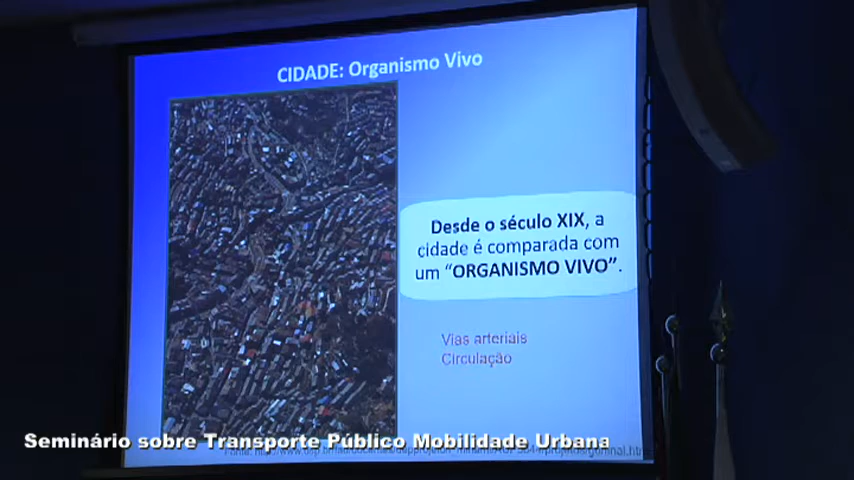 CIDADE: Organismo Vivo
Desde o século XIX, a
cidade é comparada com
um “ORGANISMO VIVO”.
Vias arteriais
Circulação
Seminário sobre Transporte Público Mobilidade Urbana